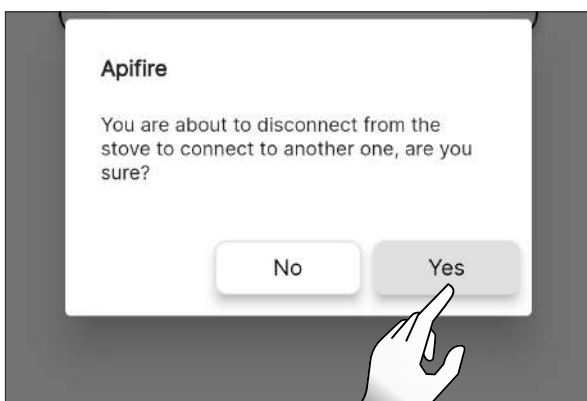 Apifire
You are about to disconnect from the
stove to connect to another one, are you
sure?
No
Yes